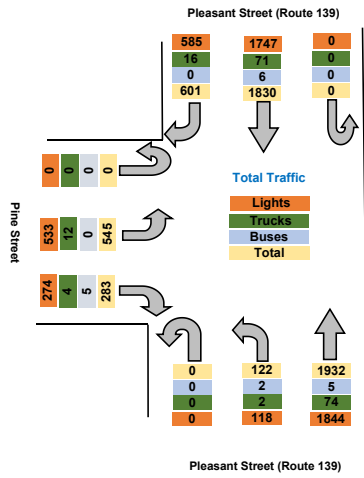 Pleasant Street (Route 139)
585 1747 0
16 71 0
0 6 0
601 1830 0
0 0 0 0
Total Traffic
Lights
Trucks
Buses
Total
533 12 0 545
Pine Street
274 4 5 283
0 122 1932
0 2 5
0 2 74
0 118 1844
Pleasant Street (Route 139)